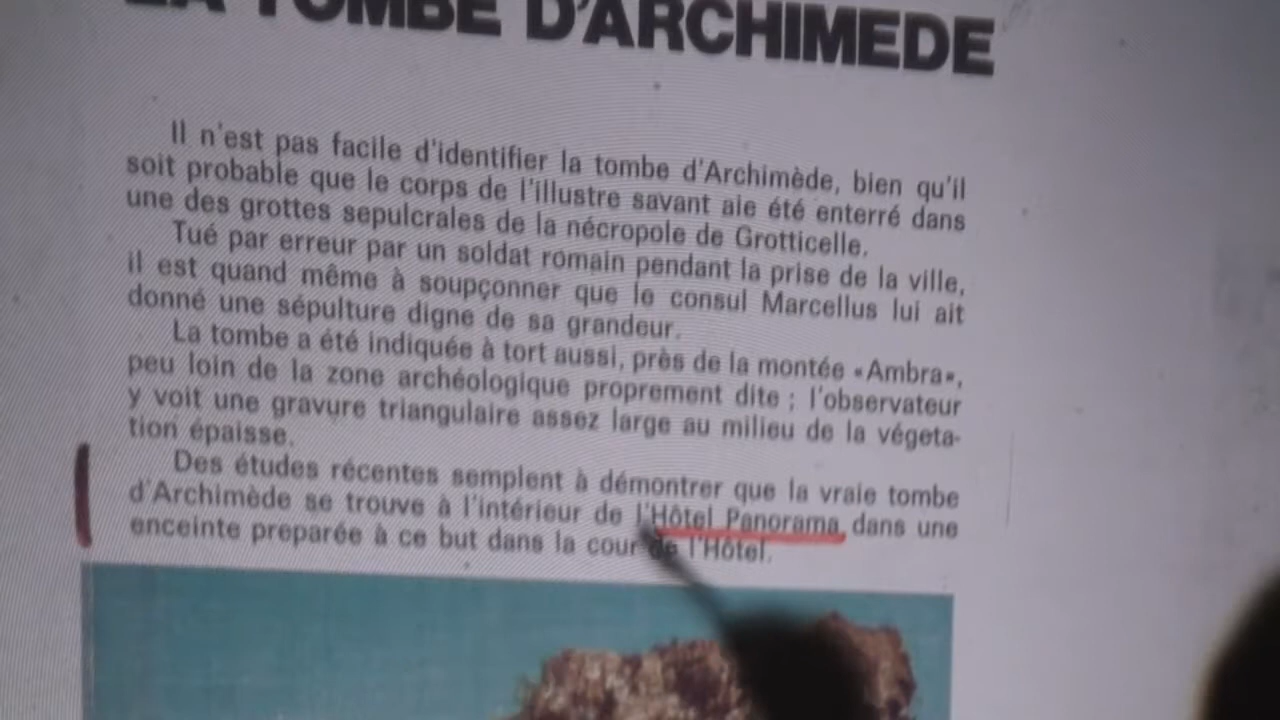 LA TOMBE D'ARCHIMEDE
Il n'est pas facile d'identifier la tombe d'Archimède, bien qu'il
soit probable que le corps de l'illustre savant aie été enterré dans
une des grottes sepulcrales de la nécropole de Grotticelle.
Tué par erreur par un soldat romain pendant la prise de la ville,
il est quand même à soupçonner que le consul Marcellus lui ait
donné une sépulture digne de sa grandeur.
La tombe a été indiquée à tort aussi, près de la montée «Ambra»,
peu loin de la zone archéologique proprement dite ; l'observateur
y voit une gravure triangulaire assez large au milieu de la végeta-
tion épaisse.
Des études récentes semplent à démontrer que la vraie tombe
d'Archimède se trouve à l'intérieur de l'Hôtel Panorama dans une
enceinte preparée à ce but dans la cour de l'Hôtel.